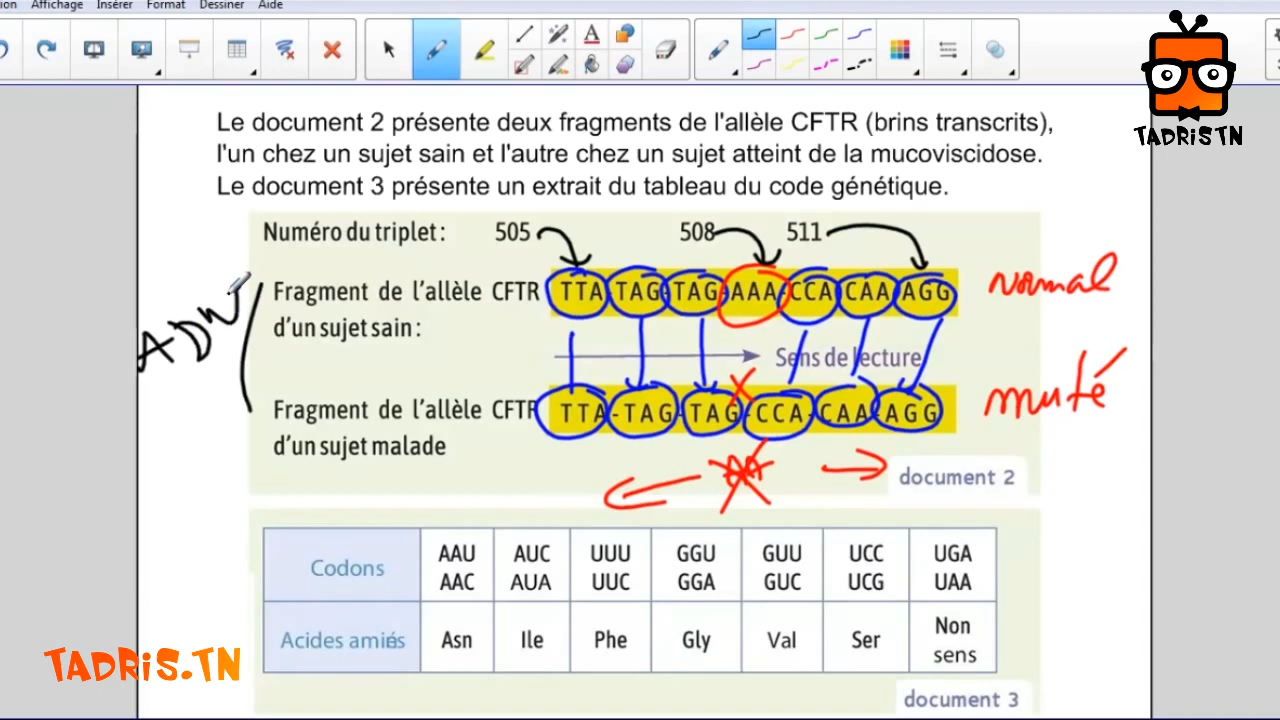 ion Affichage Insérer Format Dessiner Aide
TADRISTN
Le document 2 présente deux fragments de l'allèle CFTR (brins transcrits),
l'un chez un sujet sain et l'autre chez un sujet atteint de la mucoviscidose.
Le document 3 présente un extrait du tableau du code génétique.
Numéro du triplet : 505 508 511
Fragment de l'allèle CFTR TTA-TAG-TAG-AAA-CCA-CAA-AGG normal
d'un sujet sain :
ADN
Sens de lecture
Fragment de l'allèle CFTR TTA-TAG-TAG-CCA-CAA-AGG muté
d'un sujet malade
document 2
Codons AAU AUC UUU GGU GUU UCC UGA
AAC AUA UUC GGA GUC UCG UAA
Acides aminés Asn Ile Phe Gly Val Ser Non
sens
TADRIS.TN
document 3